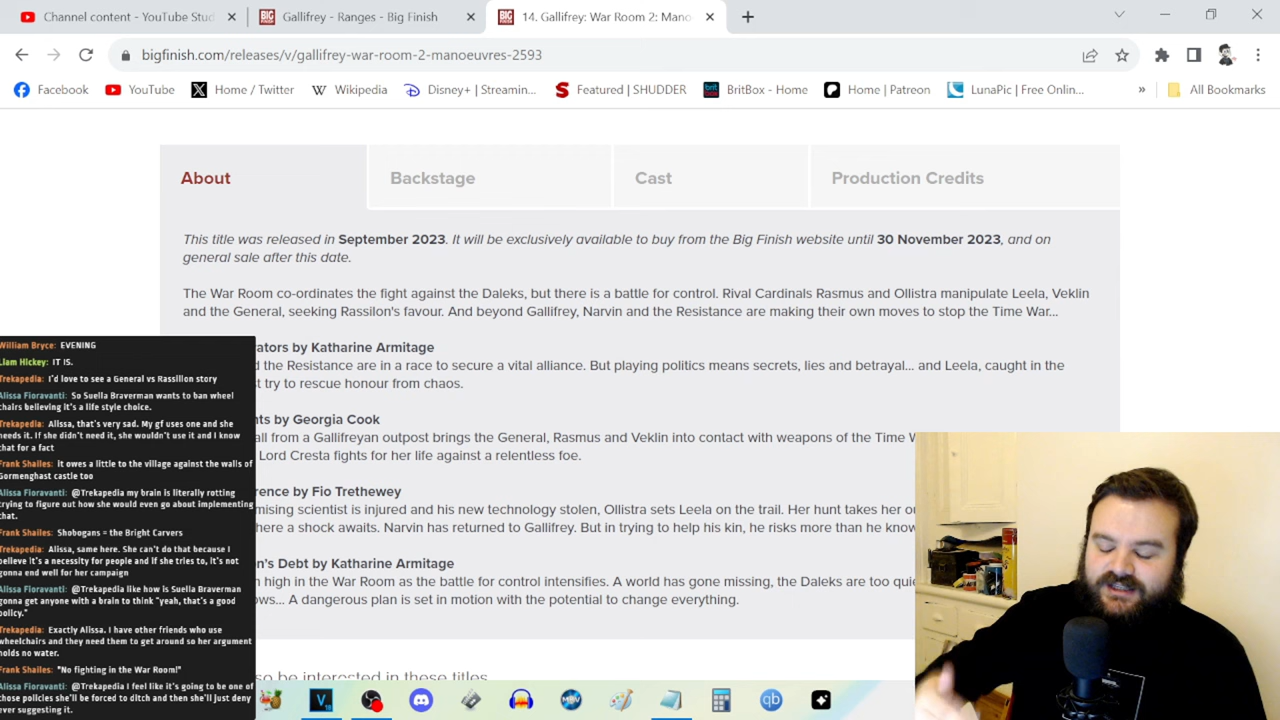 Channel content - YouTube Stud
Gallifrey - Ranges - Big Finish
14. Gallifrey: War Room 2: Mano
bigfinish.com/releases/v/gallifrey-war-room-2-manoeuvres-2593
Facebook
YouTube
Home / Twitter
Wikipedia
Disney+ | Streamin...
Featured | SHUDDER
BritBox - Home
Home | Patreon
LunaPic | Free Onlin...
»
All Bookmarks
About
Backstage
Cast
Production Credits
This title was released in September 2023. It will be exclusively available to buy from the Big Finish website until 30 November 2023, and on
general sale after this date.
The War Room co-ordinates the fight against the Daleks, but there is a battle for control. Rival Cardinals Rasmus and Ollistra manipulate Leela, Veklin
and the General, seeking Rassilon's favour. And beyond Gallifrey, Narvin and the Resistance are making their own moves to stop the Time War...
ators by Katharine Armitage
d the Resistance are in a race to secure a vital alliance. But playing politics means secrets, lies and betrayal... and Leela, caught in the
st try to rescue honour from chaos.
nts by Georgia Cook
all from a Gallifreyan outpost brings the General, Rasmus and Veklin into contact with weapons of the Time W
Lord Cresta fights for her life against a relentless foe.
rence by Fio Trethewey
mising scientist is injured and his new technology stolen, Ollistra sets Leela on the trail. Her hunt takes her ou
here a shock awaits. Narvin has returned to Gallifrey. But in trying to help his kin, he risks more than he know
n's Debt by Katharine Armitage
n high in the War Room as the battle for control intensifies. A world has gone missing, the Daleks are too quie
ows... A dangerous plan is set in motion with the potential to change everything.
so be interested in these titles
William Bryce: EVENING
Liam Hickey: IT IS.
Trekapedia: I'd love to see a General vs Rassilon story
Alissa Fioravanti: So Suella Braverman wants to ban wheel
chairs believing it's a life style choice.
Trekapedia: Alissa, that's very sad. My gf uses one and she
needs it. If she didn't need it, she wouldn't use it and I know
that for a fact
Frank Shailes: it owes a little to the village against the walls of
Gormenghast castle too
Alissa Fioravanti: @Trekapedia my brain is literally rotting
trying to figure out how she would even go about implementing
that.
Frank Shailes: Shobogans = the Bright Carvers
Trekapedia: Alissa, same here. She can't do that because I
believe it's a necessity for people and if she tries to, it's not
gonna end well for her campaign
Alissa Fioravanti: @Trekapedia like how is Suella Braverman
gonna get anyone with a brain to think "yeah, that's a good
policy."
Trekapedia: Exactly Alissa. I have other friends who use
wheelchairs and they need them to get around so her argument
holds no water.
Frank Shailes: "No fighting in the War Room!"
Alissa Fioravanti: @Trekapedia I feel like it's going to be one of
those policies she'll be forced to ditch and then she'll just deny
ever suggesting it.